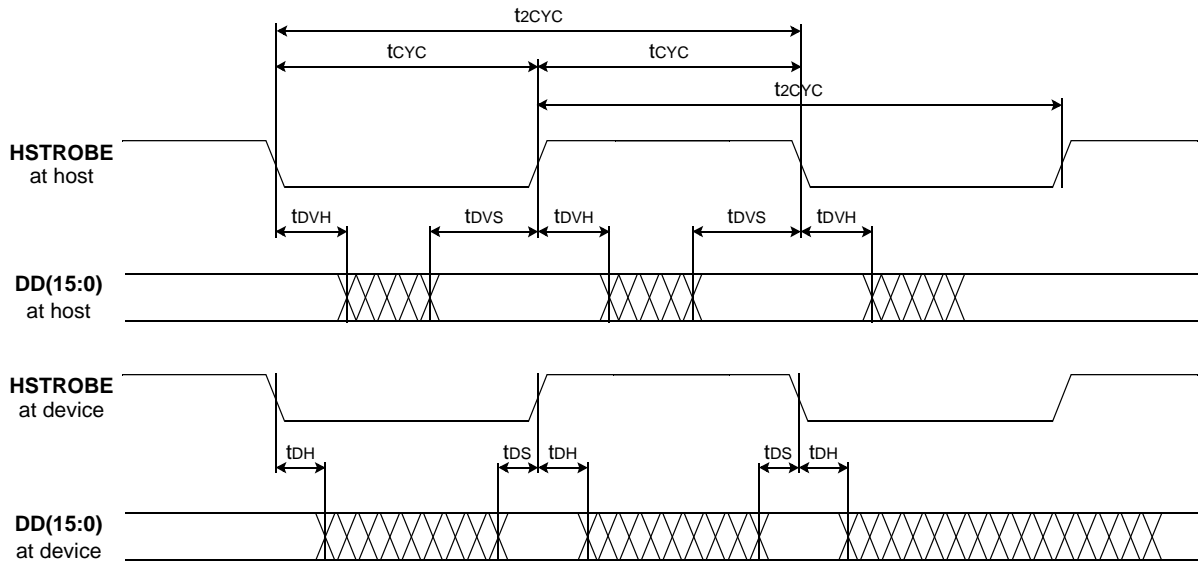 t2CYC
tCYC tCYC
t2CYC
HSTROBE
at host
tDVH tDVS tDVH tDVS tDVH
DD(15:0)
at host
HSTROBE
at device
tDH tDS tDH tDS tDH
DD(15:0)
at device